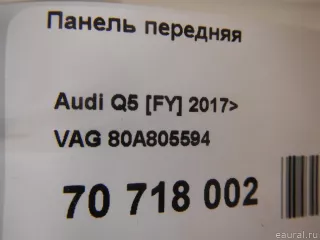 Панель передняя
Audi Q5 [FY] 2017>
VAG 80A805594
70 718 002
© eaural.ru